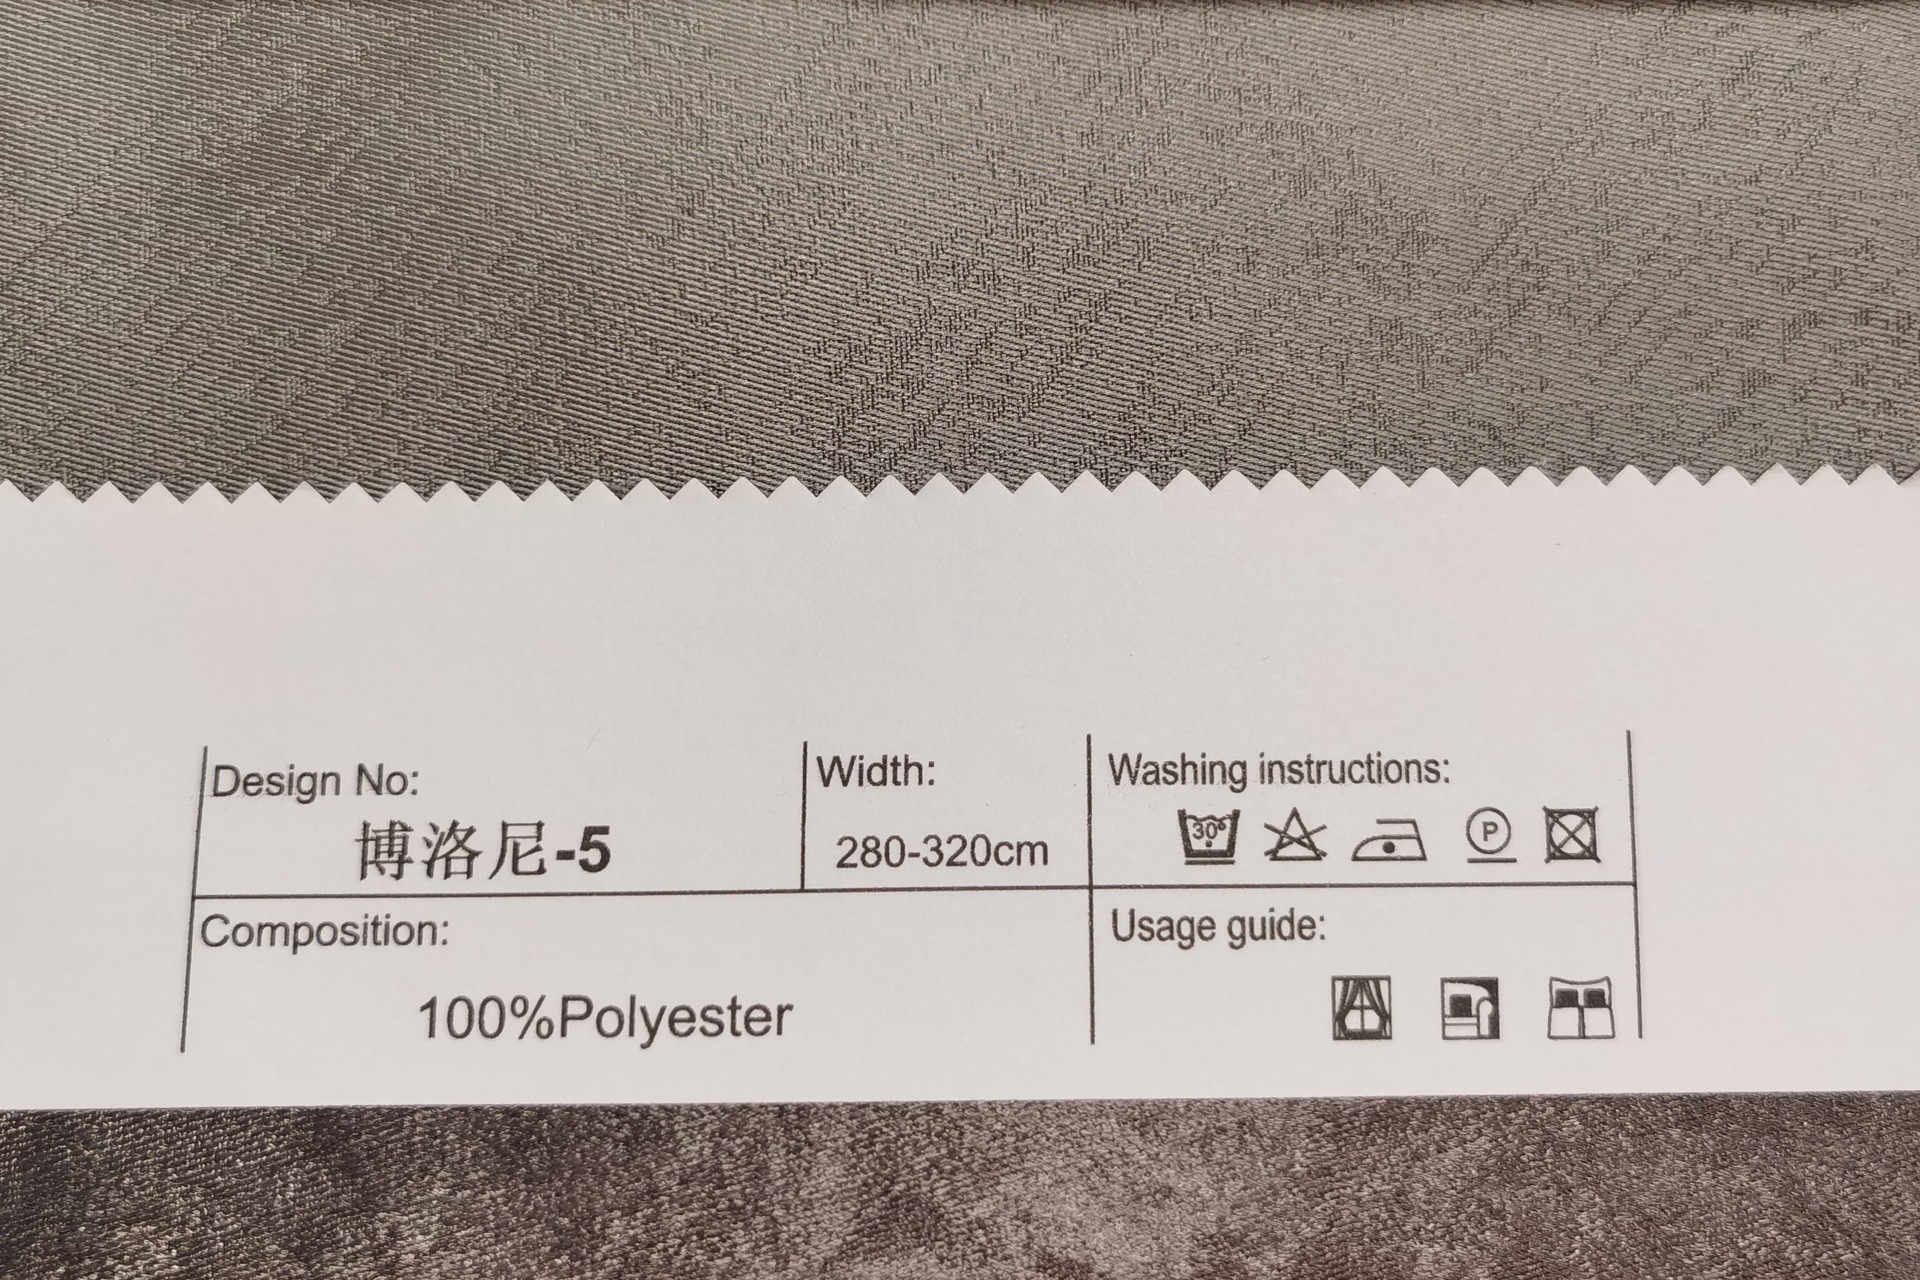 Design No:
博洛尼-5
Width:
280-320cm
Washing instructions:
30°
P
Composition:
100%Polyester
Usage guide: